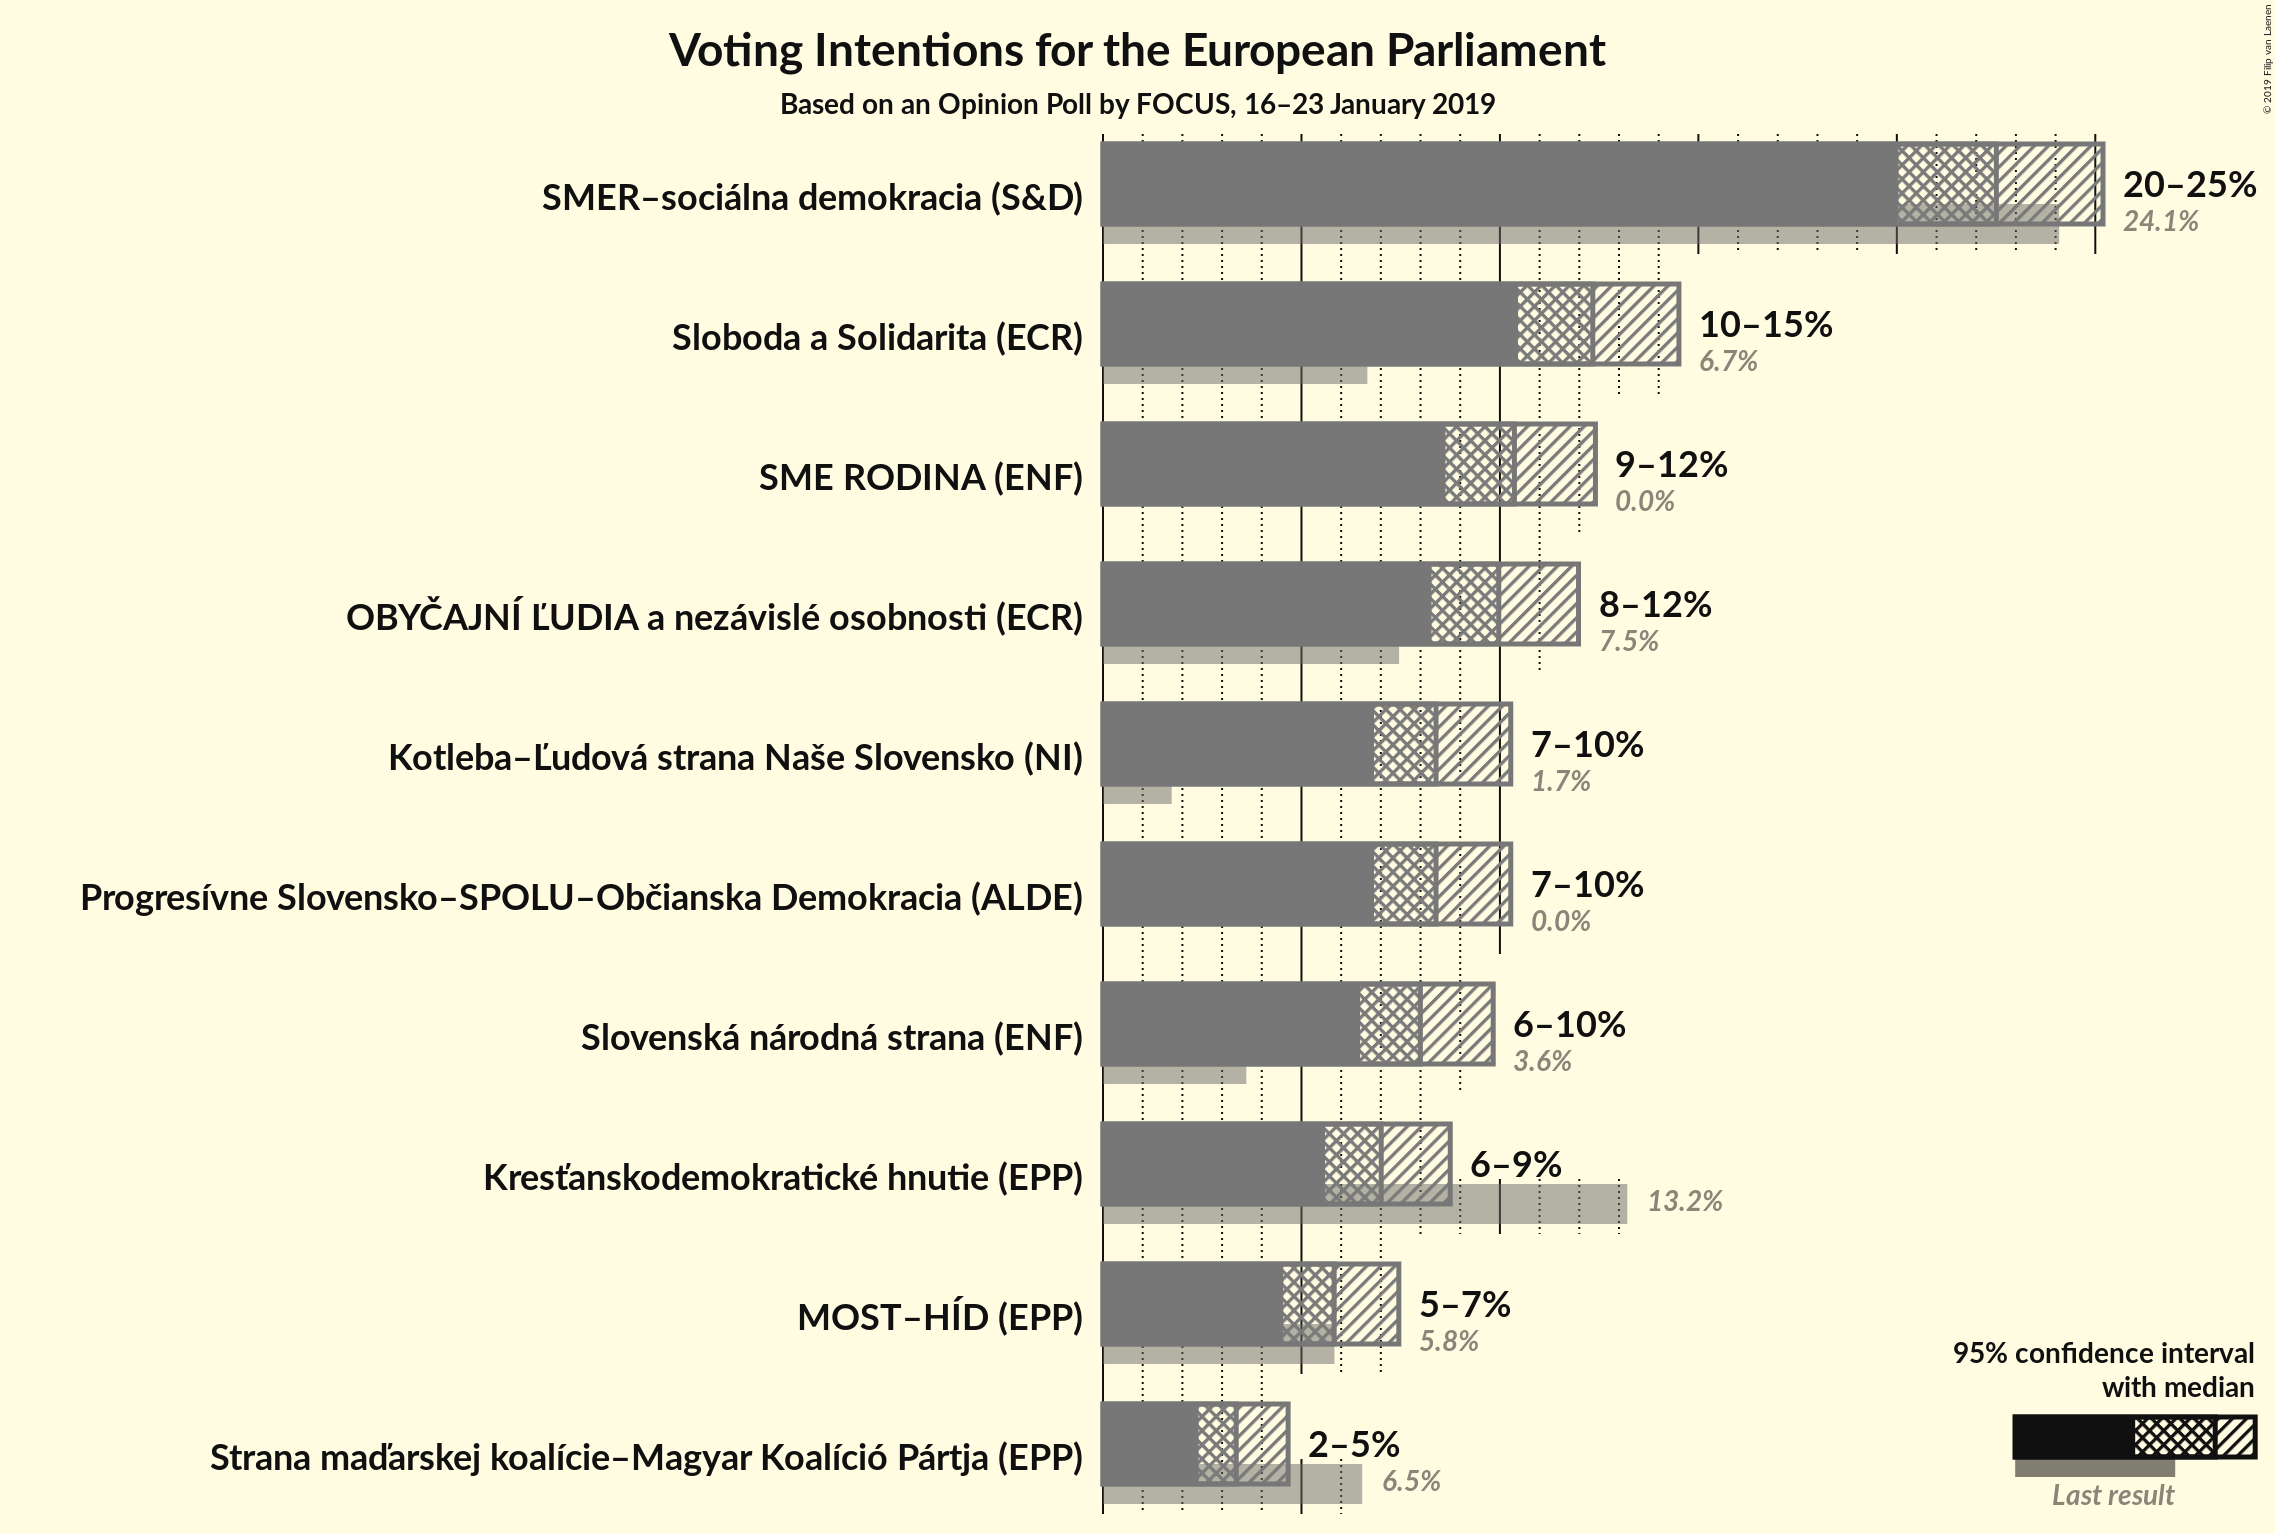 Voting Intentions for the European Parliament
Based on an Opinion Poll by FOCUS, 16–23 January 2019
© 2019 Filip van Laenen
SMER–sociálna demokracia (S&D)
20–25%
24.1%
Sloboda a Solidarita (ECR)
10–15%
6.7%
SME RODINA (ENF)
9–12%
0.0%
OBYČAJNÍ ĽUDIA a nezávislé osobnosti (ECR)
8–12%
7.5%
Kotleba–Ľudová strana Naše Slovensko (NI)
7–10%
1.7%
Progresívne Slovensko–SPOLU–Občianska Demokracia (ALDE)
7–10%
0.0%
Slovenská národná strana (ENF)
6–10%
3.6%
Kresťanskodemokratické hnutie (EPP)
6–9%
13.2%
MOST–HÍD (EPP)
5–7%
5.8%
Strana maďarskej koalície–Magyar Koalíció Pártja (EPP)
2–5%
6.5%
95% confidence interval
with median
Last result